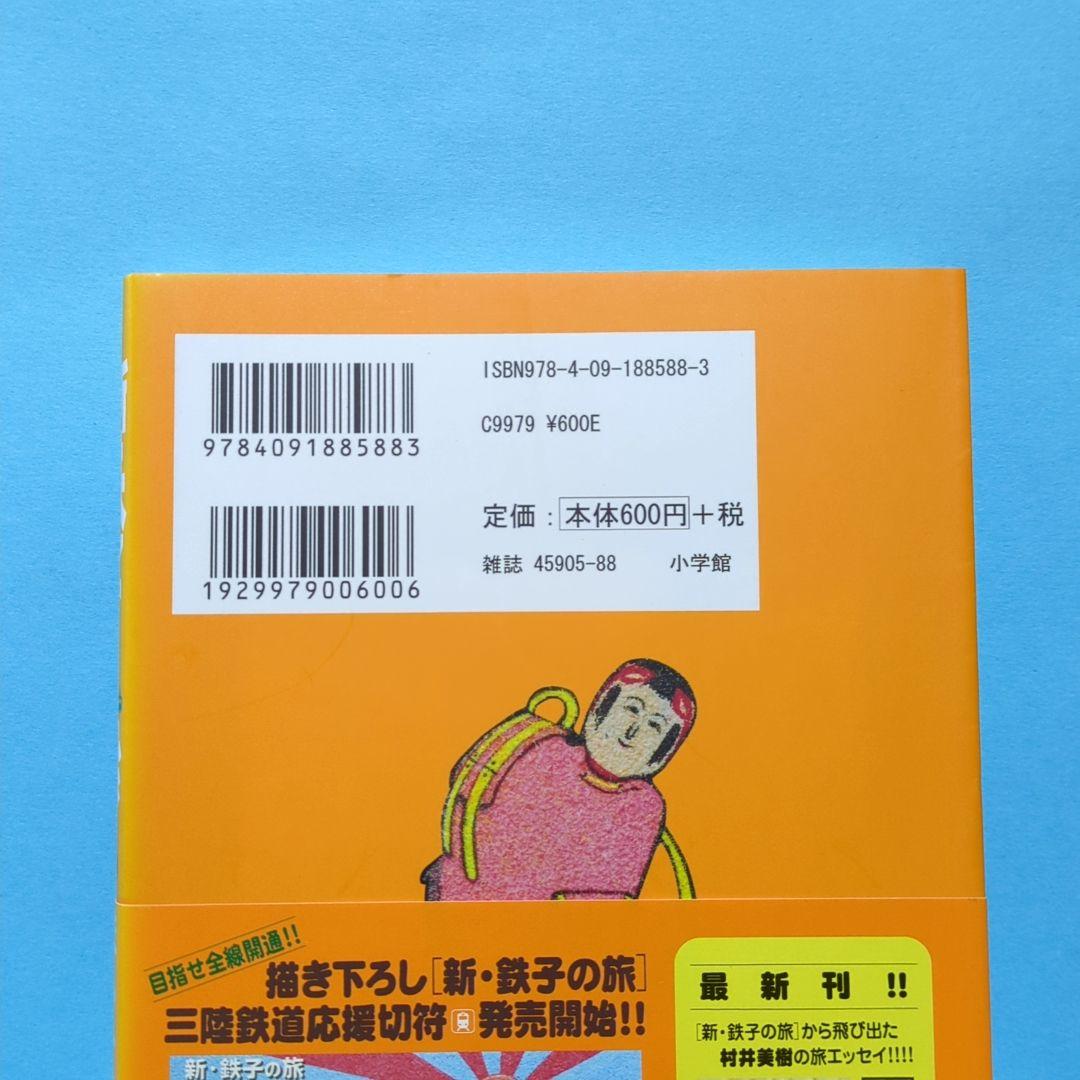 ISBN978-4-09-188588-3
9784091885883
C9979 ¥600E
定価：本体600円＋税
1929979006006
雑誌 45905-88 小学館
目指せ全線開通!!
描き下ろし[新・鉄子の旅]
三陸鉄道応援切符 発売開始!!
新・鉄子の旅
最新刊!!
[新・鉄子の旅]から飛び出た
村井美樹の旅エッセイ!!!!